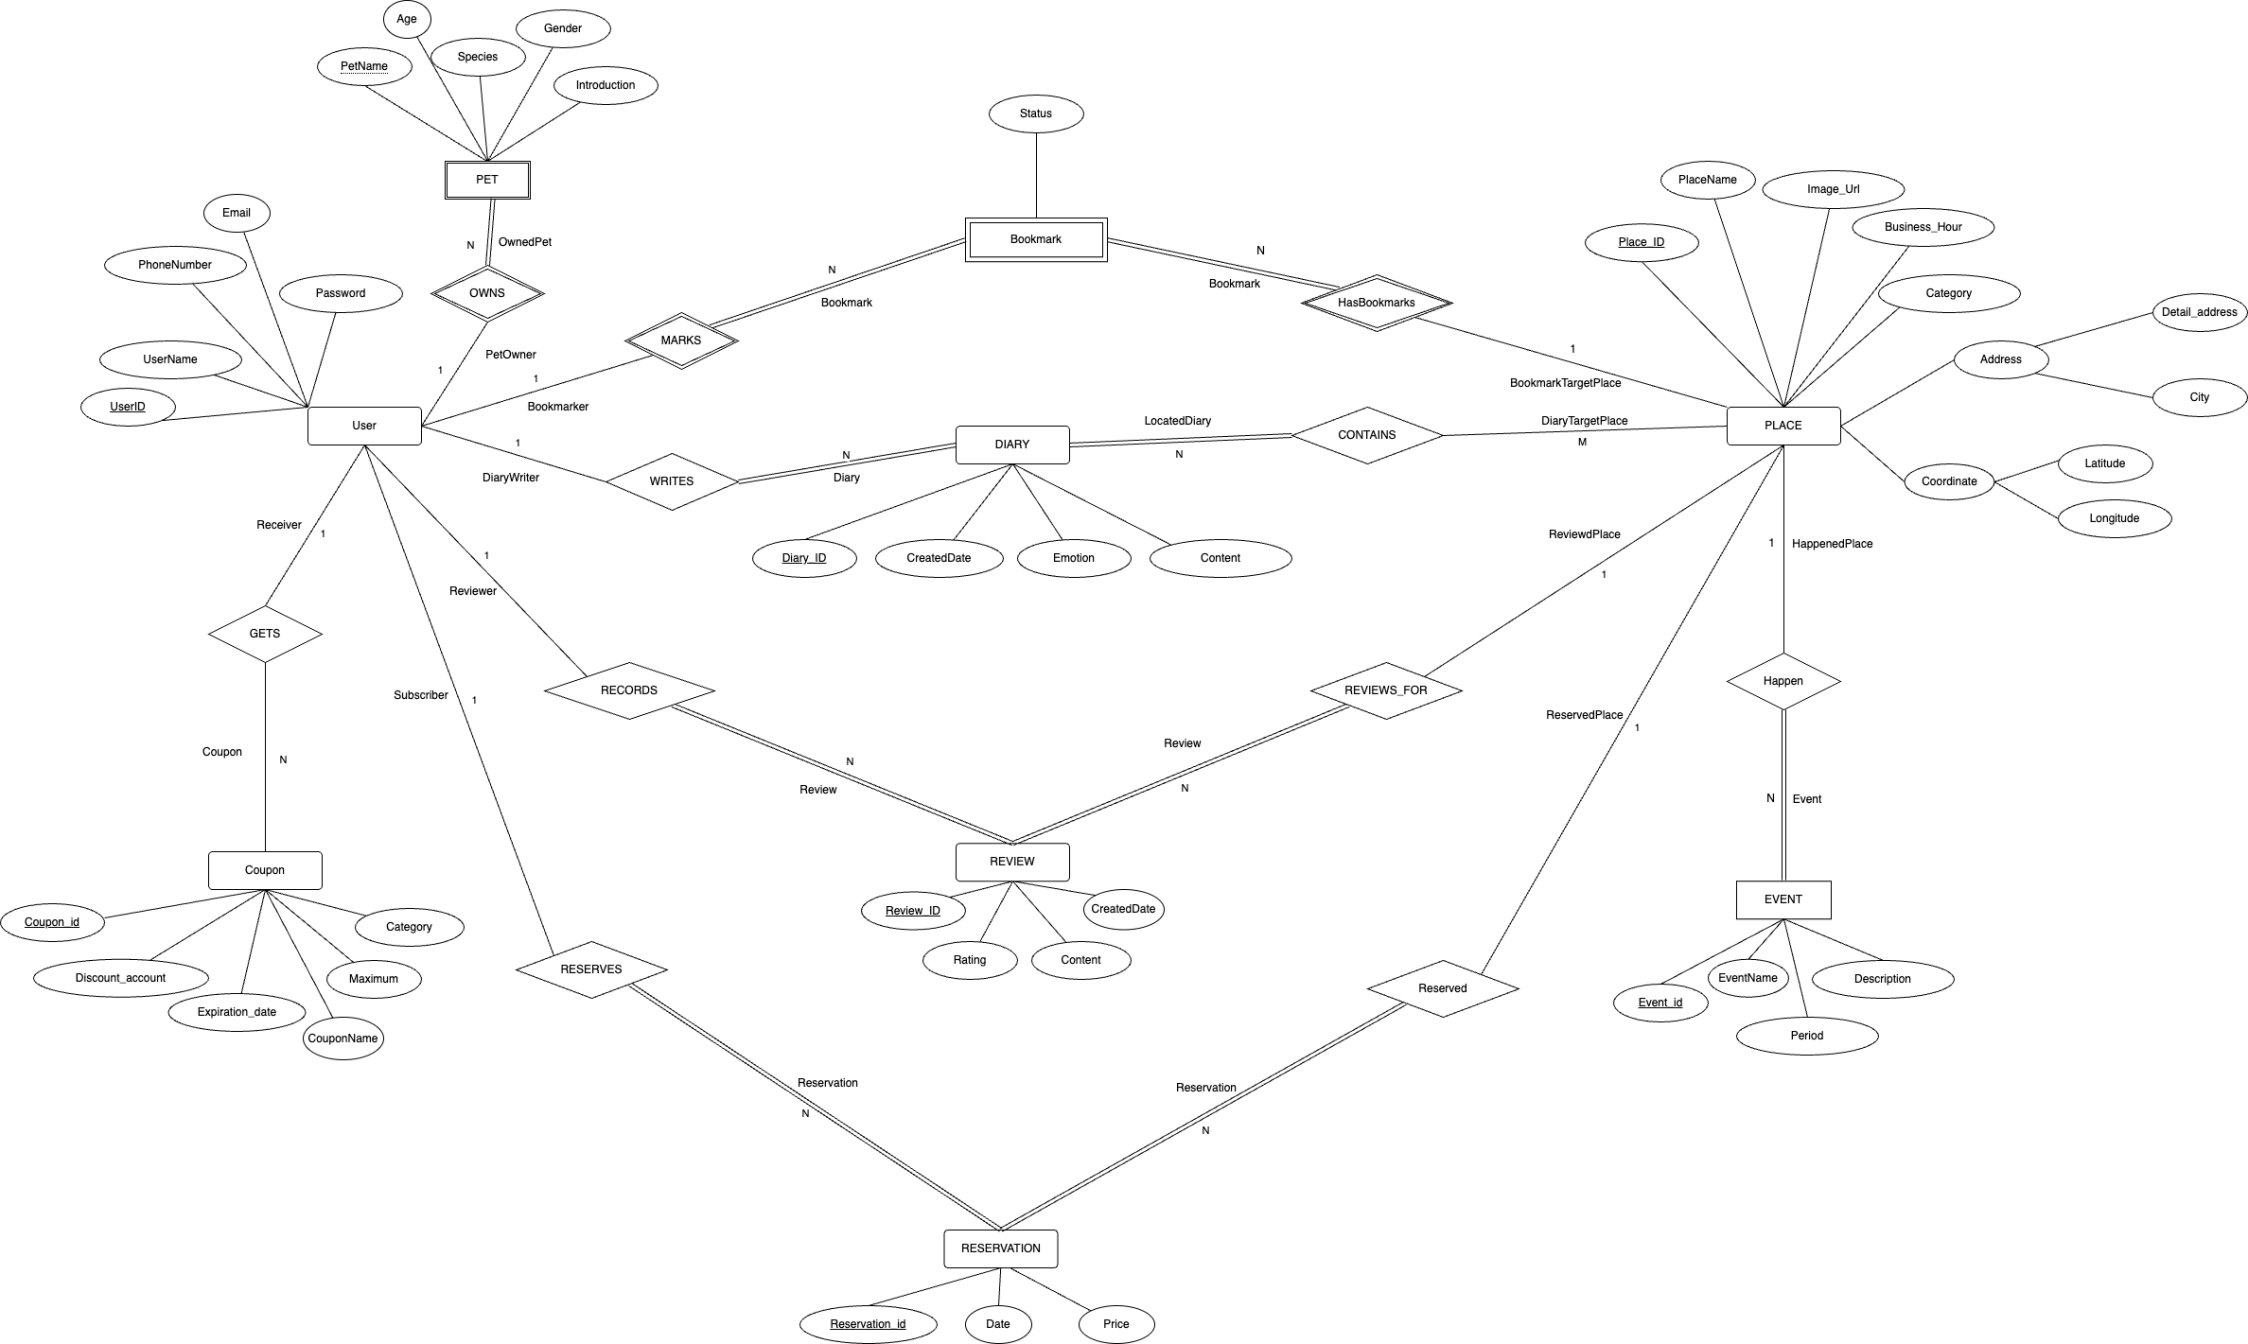 Age
Gender
Species
PetName
Introduction
Status
PET
PlaceName
Image_Url
Email
Business_Hour
Bookmark
Place_ID
N
OwnedPet
N
PhoneNumber
N
Bookmark
Password
OWNS
Category
Bookmark
HasBookmarks
Detail_address
MARKS
1
PetOwner
UserName
Address
1
1
BookmarkTargetPlace
City
Bookmarker
UserID
LocatedDiary
DiaryTargetPlace
User
PLACE
CONTAINS
1
DIARY
M
N
N
Latitude
DiaryWriter
WRITES
Diary
Coordinate
Longitude
Receiver
1
ReviewdPlace
1
HappenedPlace
1
Diary_ID
CreatedDate
Emotion
Content
1
Reviewer
GETS
Happen
RECORDS
REVIEWS_FOR
Subscriber
1
ReservedPlace
1
Review
Coupon
N
N
Review
N
N
Event
REVIEW
Coupon
EVENT
Review_ID
CreatedDate
Coupon_id
Category
Rating
Content
RESERVES
Discount_account
Maximum
EventName
Description
Reserved
Event_id
Expiration_date
CouponName
Period
Reservation
Reservation
N
N
RESERVATION
Reservation_id
Date
Price